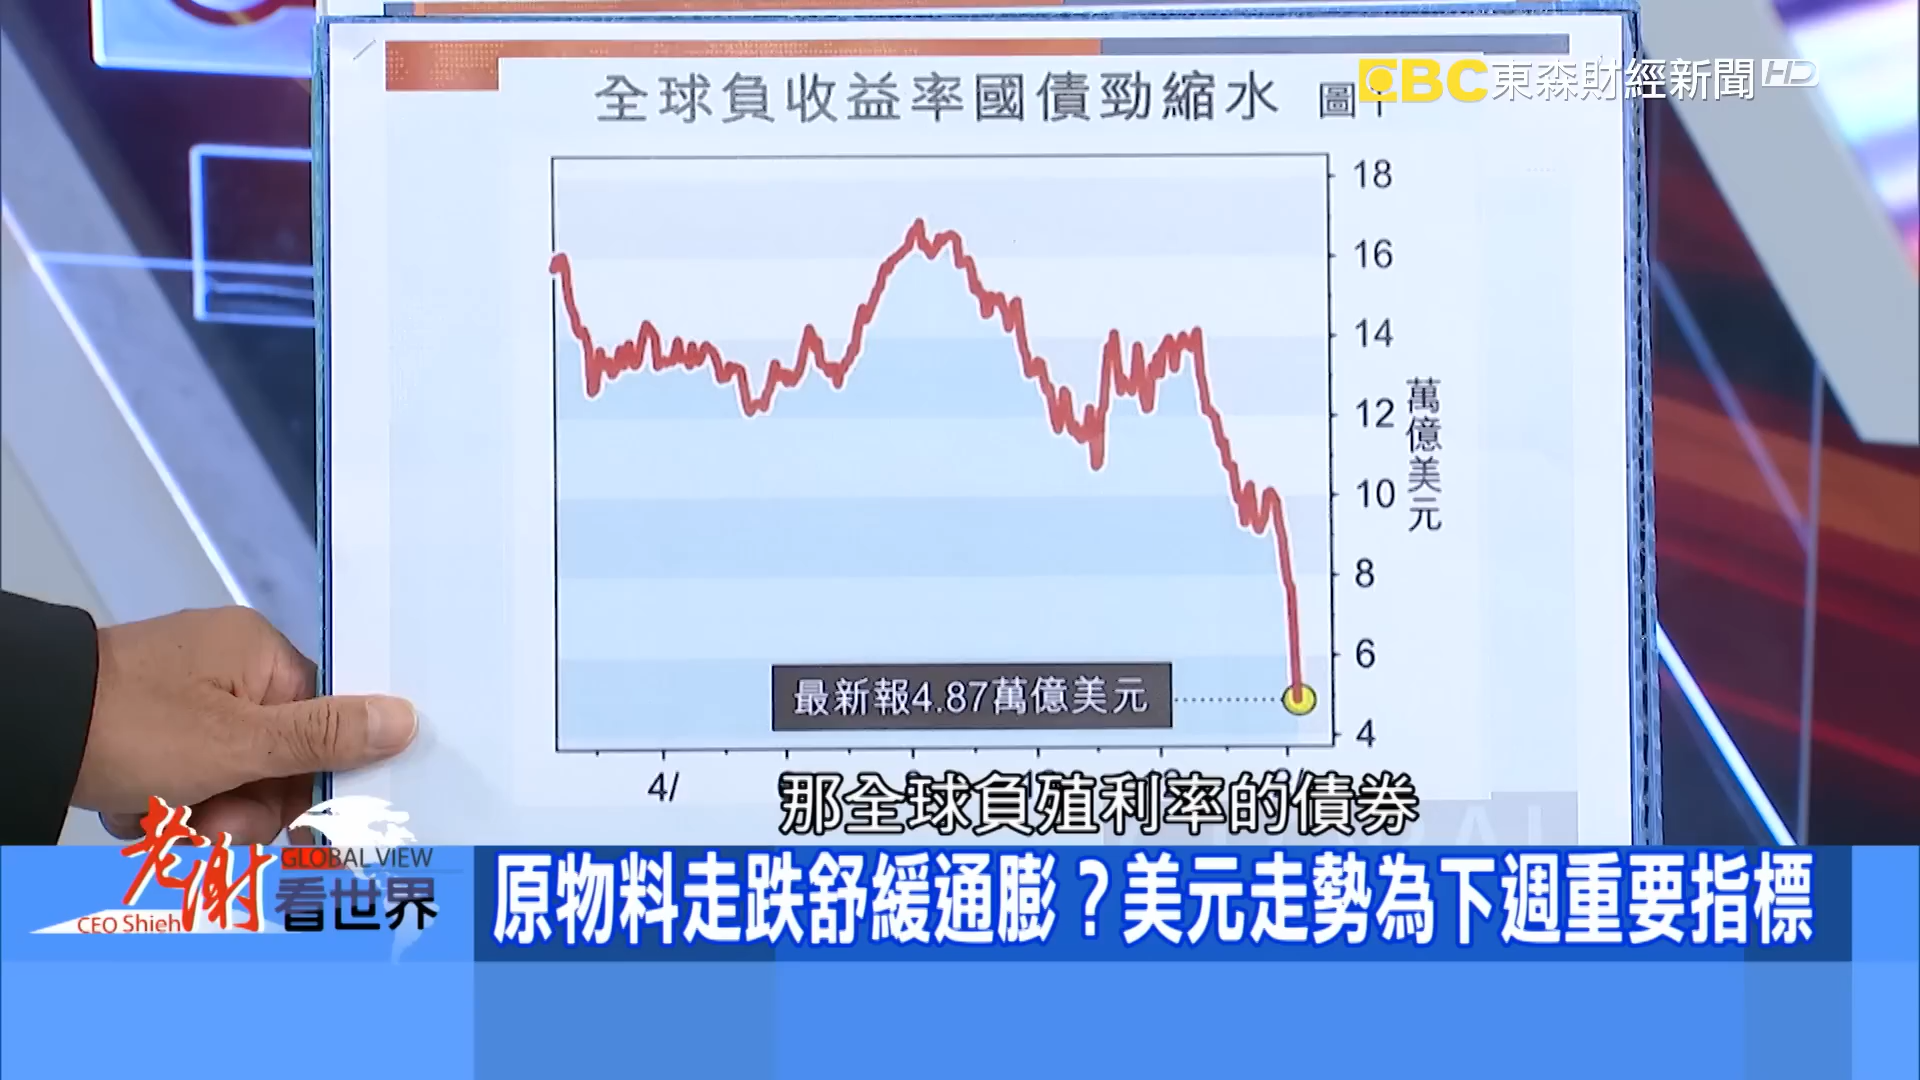 全球負收益率國債勁縮水
圖
EBC東森財經新聞HD
18
16
14
12
10
8
6
4
萬億美元
最新報4.87萬億美元
4/
那全球負殖利率的債券
老謝
GLOBAL VIEW
看世界
CEO Shieh
原物料走跌舒緩通膨?美元走勢為下週重要指標